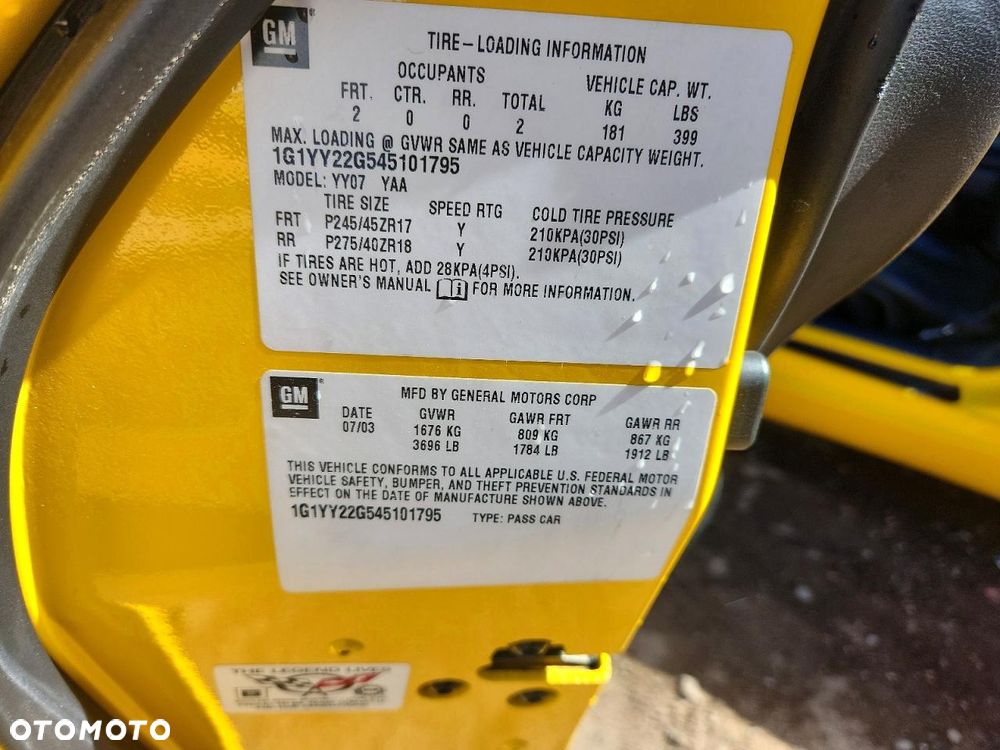 GM
TIRE-LOADING INFORMATION
OCCUPANTS VEHICLE CAP. WT.
FRT. CTR. RR. TOTAL KG LBS
2 0 0 2 181 399
MAX. LOADING @ GVWR SAME AS VEHICLE CAPACITY WEIGHT.
1G1YY22G545101795
MODEL: YY07 YAA
TIRE SIZE SPEED RTG COLD TIRE PRESSURE
FRT P245/45ZR17 Y 210KPA(30PSI)
RR P275/40ZR18 Y 210KPA(30PSI)
IF TIRES ARE HOT, ADD 28KPA(4PSI).
SEE OWNER'S MANUAL i FOR MORE INFORMATION.
GM
MFD BY GENERAL MOTORS CORP
DATE GVWR GAWR FRT GAWR RR
07/03 1676 KG 809 KG 867 KG
3696 LB 1784 LB 1912 LB
THIS VEHICLE CONFORMS TO ALL APPLICABLE U.S. FEDERAL MOTOR
VEHICLE SAFETY, BUMPER, AND THEFT PREVENTION STANDARDS IN
EFFECT ON THE DATE OF MANUFACTURE SHOWN ABOVE.
1G1YY22G545101795 TYPE: PASS CAR
THE LEGEND LIVES
OTOMOTO